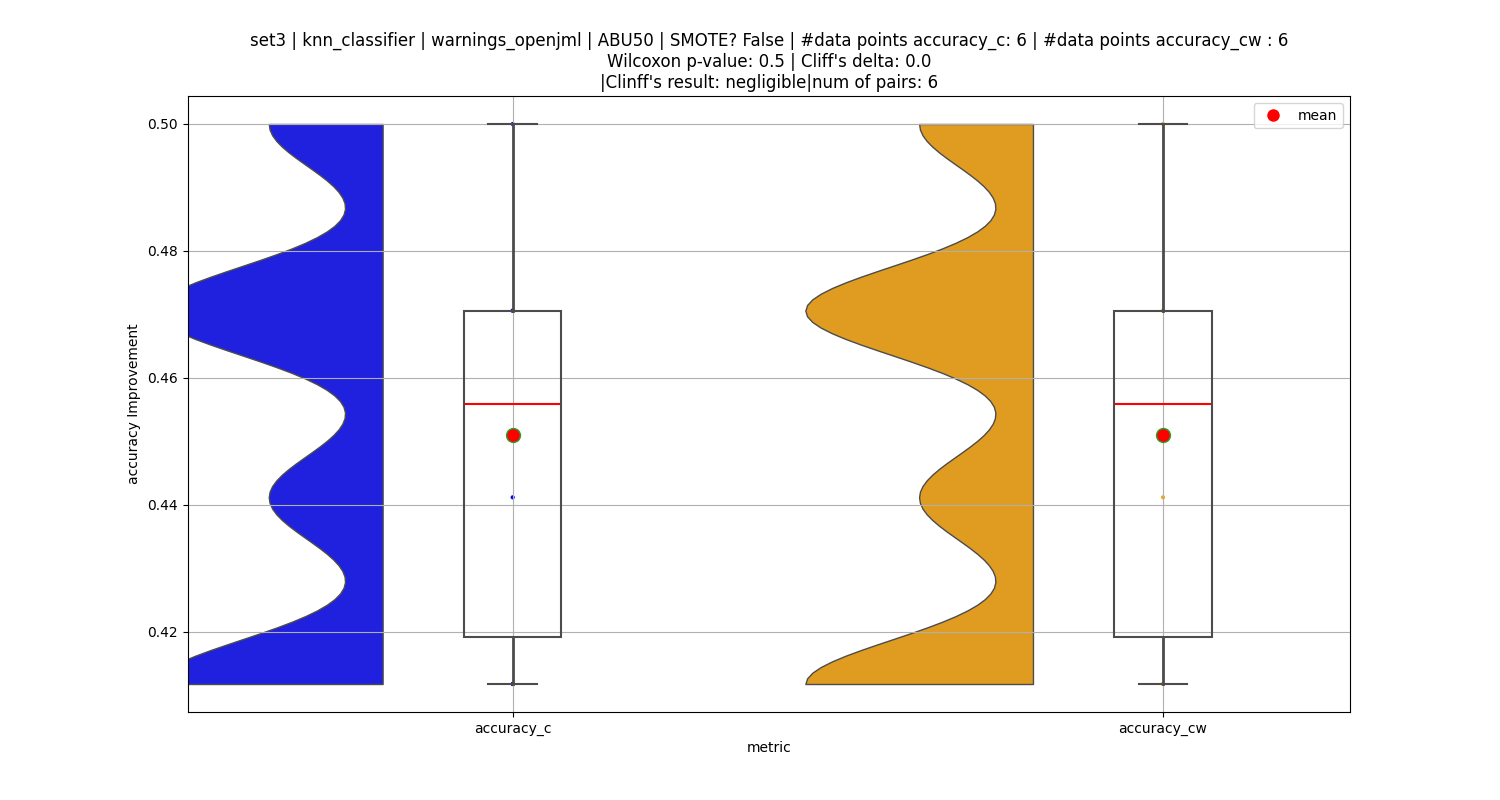 set3 | knn_classifier | warnings_openjml | ABU50 | SMOTE? False | #data points accuracy_c: 6 | #data points accuracy_cw : 6
Wilcoxon p-value: 0.5 | Cliff's delta: 0.0
|Clinff's result: negligible|num of pairs: 6
mean
0.50
0.48
0.46
0.44
0.42
accuracy Improvement
accuracy_c
accuracy_cw
metric